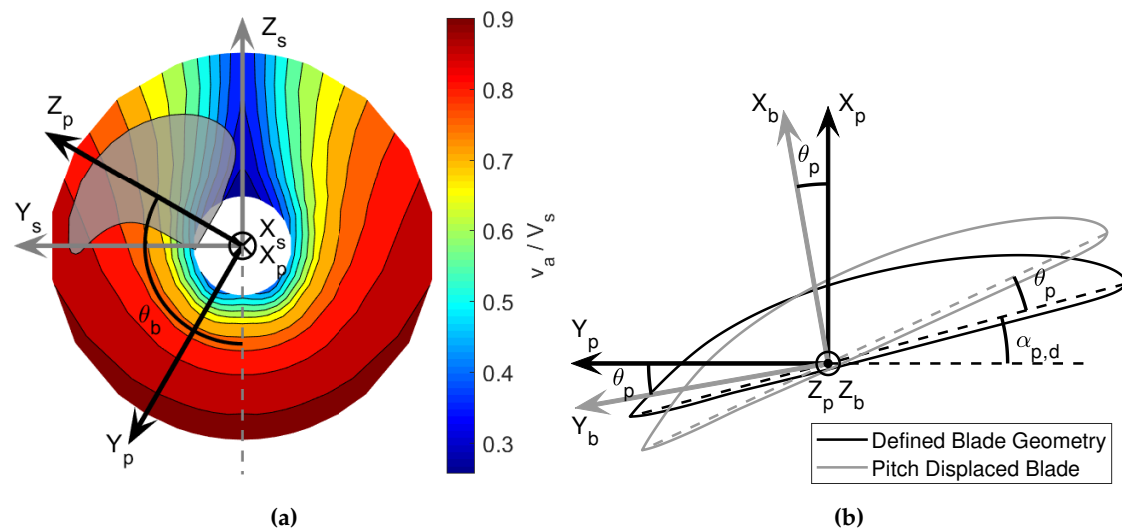 Z_s
Z_p
Y_s
X_s
X_p
θ_b
Y_p
0.9
0.8
0.7
0.6
0.5
0.4
0.3
v_a / V_s
(a)
X_b
X_p
θ_p
θ_p
Y_p
α_p,d
θ_p
Z_p Z_b
Y_b
Defined Blade Geometry
Pitch Displaced Blade
(b)